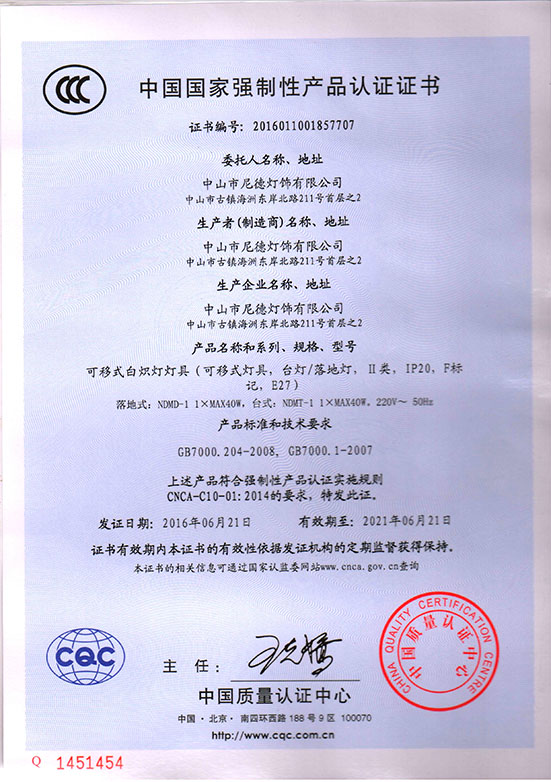 中国国家强制性产品认证证书
证书编号：2016011001857707
委托人名称、地址
中山市尼德灯饰有限公司
中山市古镇海洲东岸北路211号首层之2
生产者(制造商)名称、地址
中山市尼德灯饰有限公司
中山市古镇海洲东岸北路211号首层之2
生产企业名称、地址
中山市尼德灯饰有限公司
中山市古镇海洲东岸北路211号首层之2
产品名称和系列、规格、型号
可移式白炽灯灯具（可移式灯具，台灯/落地灯，II类，IP20，F标
记，E27）
落地式：NDMD-1 1×MAX40W，台式：NDMT-1 1×MAX40W，220V～ 50Hz
产品标准和技术要求
GB7000.204-2008, GB7000.1-2007
上述产品符合强制性产品认证实施规则
CNCA-C10-01:2014的要求，特发此证。
发证日期：2016年06月21日 有效期至：2021年06月21日
证书有效期内本证书的有效性依据发证机构的定期监督获得保持。
本证书的相关信息可通过国家认监委网站www.cnca.gov.cn查询
CQC
主任：
CHINA QUALITY CERTIFICATION CENTRE
中国质量认证中心
中国质量认证中心
中国·北京·南四环西路188号9区 100070
http://www.cqc.com.cn
Q 1451454